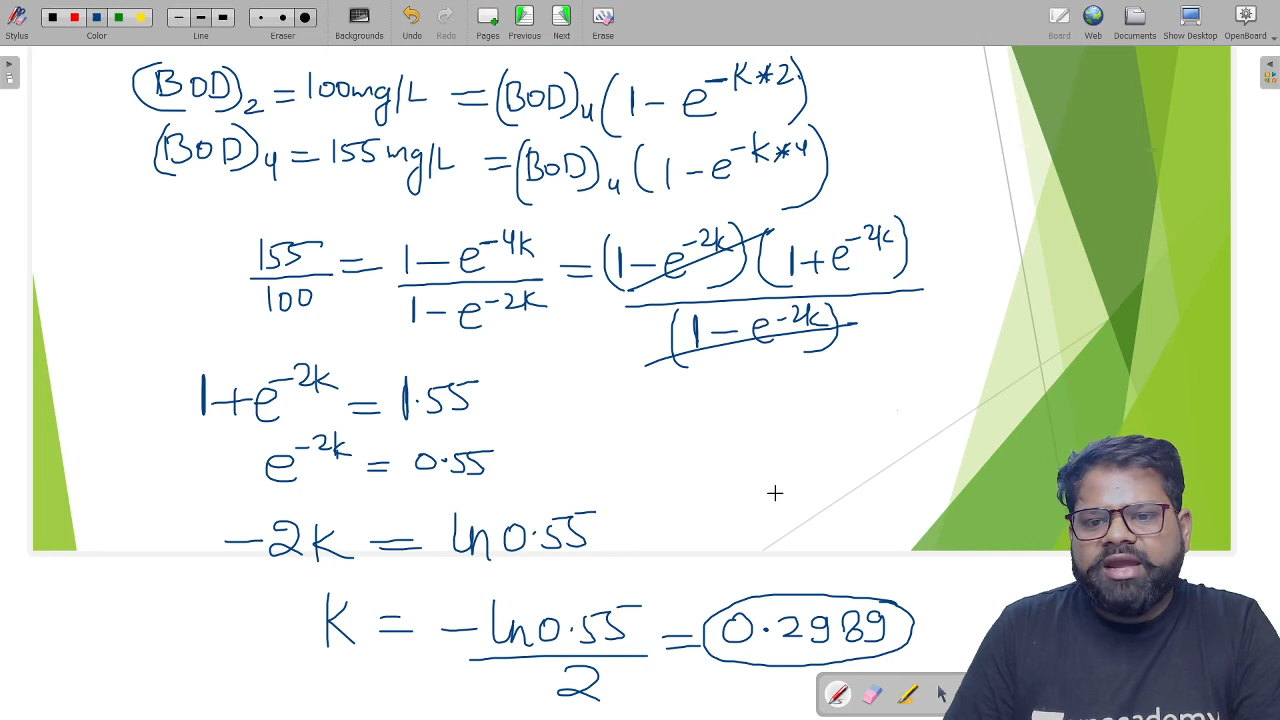 Stylus Color Line Eraser Backgrounds Undo Redo Pages Previous Next Erase Board Web Documents Show Desktop OpenBoard
(BOD)₂ = 100mg/L = (BOD)u (1 - e^-K*2)
(BOD)₄ = 155mg/L = (BOD)u (1 - e^-K*4)
155/100 = 1 - e^-4K / 1 - e^-2K = (1 - e^-2K) (1 + e^-2K) / (1 - e^-2K)
1 + e^-2K = 1.55
e^-2K = 0.55
-2K = ln 0.55
K = -ln 0.55 / 2 = 0.2989